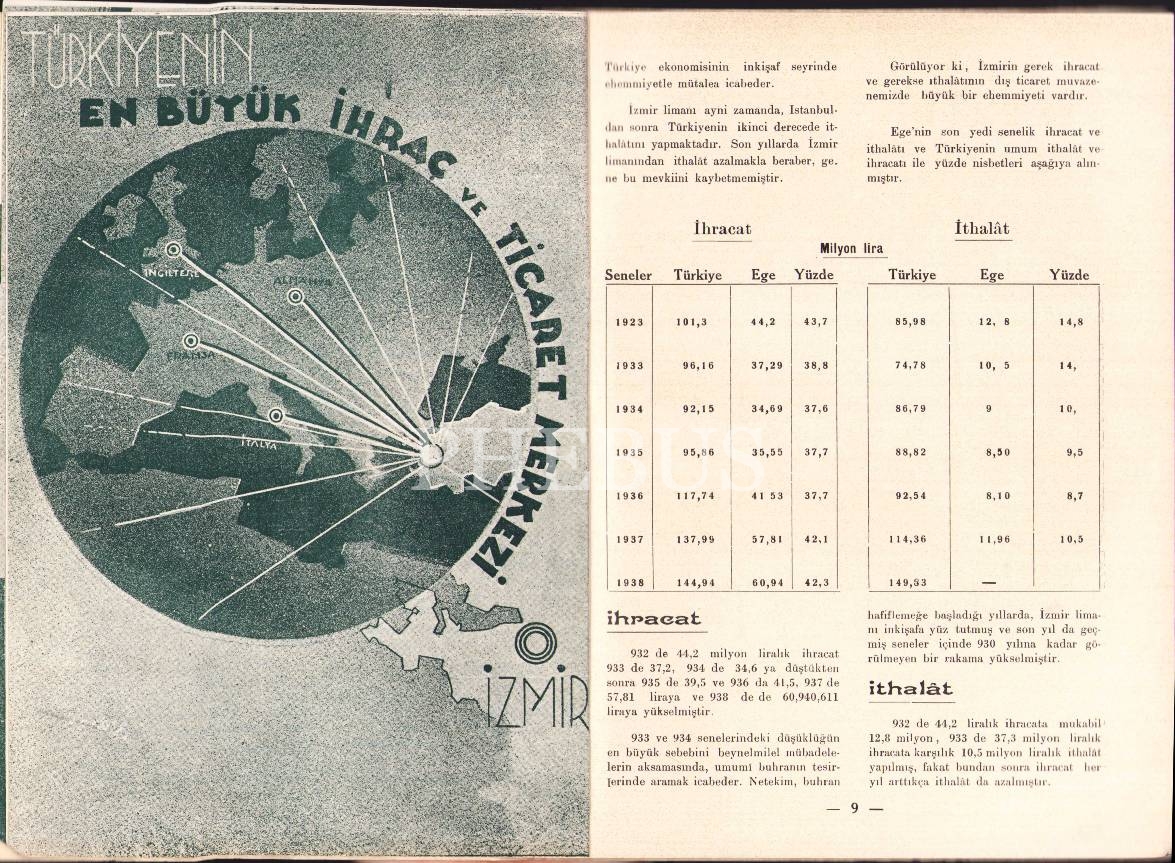 TÜRKİYENİN
EN BÜYÜK İHRAÇ VE TİCARET MERKEZİ
İNGİLTERE
ALMANYA
FRANSA
İTALYA
İZMİR
Türkiye ekonomisinin inkişaf seyrinde
ehemmiyetle mütalea icabeder.
İzmir limanı ayni zamanda, Istanbul-
dan sonra Türkiyenin ikinci derecede it-
halâtını yapmaktadır. Son yıllarda İzmir
limanından ithalât azalmakla beraber, ge.
ne bu mevkiini kaybetmemiştir.
Görülüyor ki, İzmirin gerek ihracat
ve gerekse ithalâtının dış ticaret muvaze-
nemizde büyük bir ehemmiyeti vardır.
Ege'nin son yedi senelik ihracat ve
ithalâtı ve Türkiyenin umum ithalât ve
ihracatı ile yüzde nisbetleri aşağıya alın-
mıştır.
İhracat İthalât
Milyon lira
Seneler Türkiye Ege Yüzde Türkiye Ege Yüzde
1923 101,3 44,2 43,7 85,98 12, 8 14,8
1933 96,16 37,29 38,8 74,78 10, 5 14,
1934 92,15 34,69 37,6 86,79 9 10,
1935 95,86 35,55 37,7 88,82 8,50 9,5
1936 117,74 41 53 37,7 92,54 8,10 8,7
1937 137,99 57,81 42,1 114,36 11,96 10,5
1938 144,94 60,94 42,3 149,83 —
ihracat
932 de 44,2 milyon liralık ihracat
933 de 37,2, 934 de 34,6 ya düştükten
sonra 935 de 39,5 ve 936 da 41,5, 937 de
57,81 liraya ve 938 de de 60,940,611
liraya yükselmiştir.
933 ve 934 senelerindeki düşüklüğün
en büyük sebebini beynelmilel mübadele-
lerin aksamasında, umumî buhranın tesir-
lerinde aramak icabeder. Netekim, buhran
hafiflemeğe başladığı yıllarda, İzmir lima-
nı inkişafa yüz tutmuş ve son yıl da geç-
miş seneler içinde 930 yılına kadar gö-
rülmeyen bir rakama yükselmiştir.
ithalât
932 de 44,2 liralık ihracata mukabil
12,8 milyon, 933 de 37,3 milyon liralık
ihracata karşılık 10,5 milyon liralık ithalât
yapılmış, fakat bundan sonra ihracat her
yıl arttıkça ithalât da azalmıştır.
— 9 —
PHEBUS